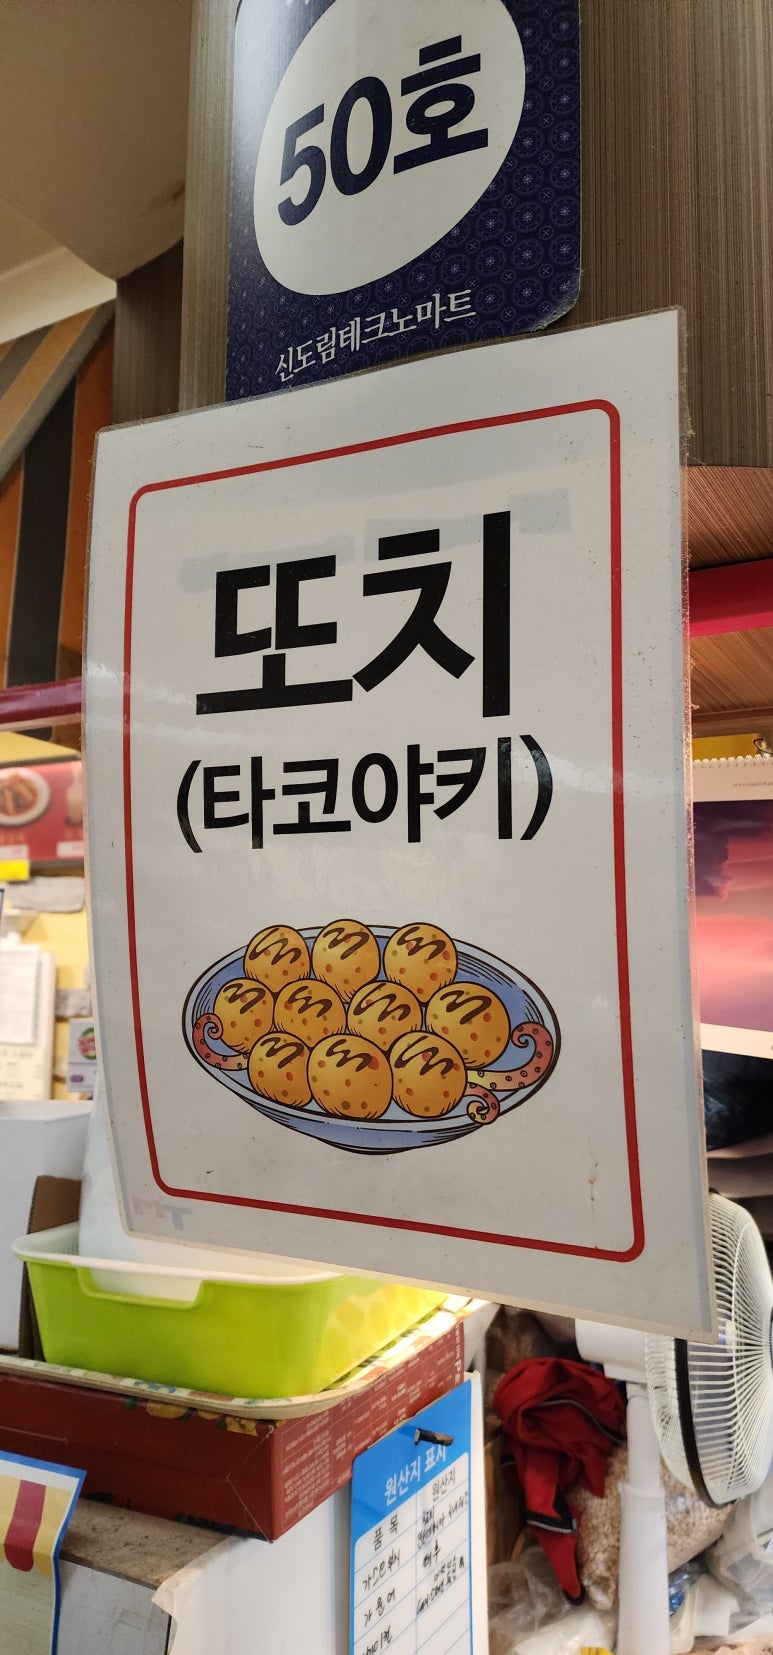 50호
신도림테크노마트
또치
(타코야키)
원산지 표시
품 목
원산지